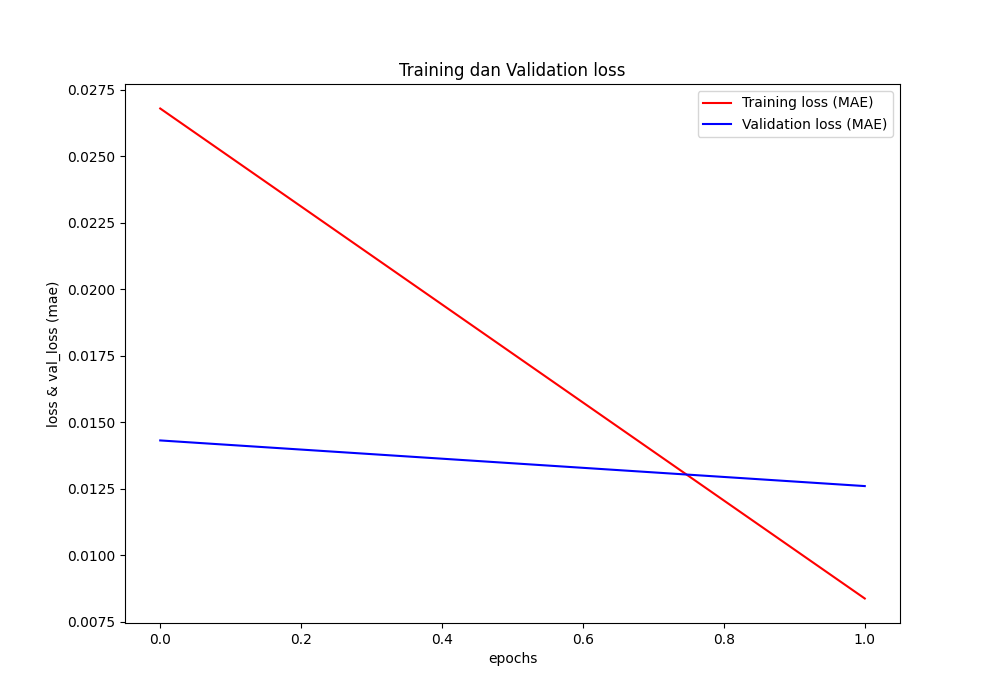 Training dan Validation loss
Training loss (MAE)
Validation loss (MAE)
loss & val_loss (mae)
0.0275
0.0250
0.0225
0.0200
0.0175
0.0150
0.0125
0.0100
0.0075
0.0 0.2 0.4 0.6 0.8 1.0
epochs